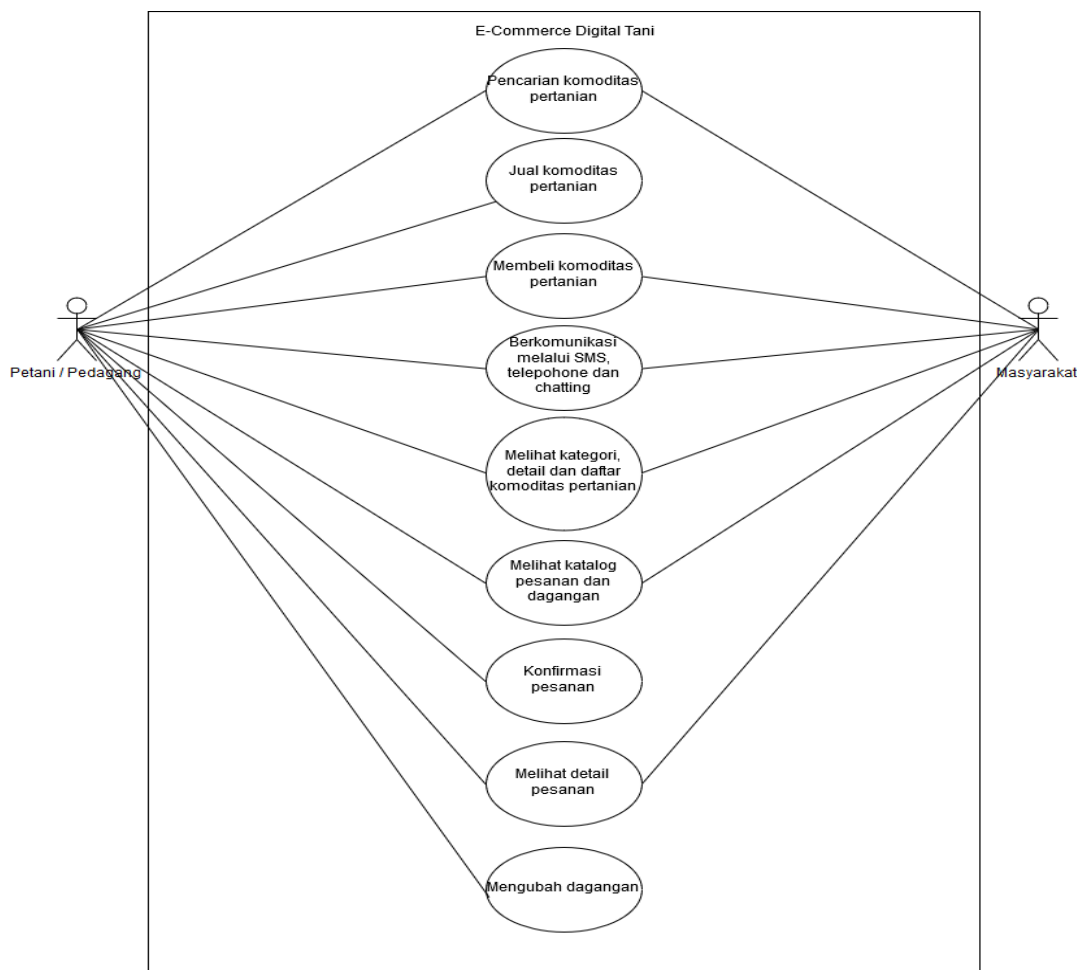 E-Commerce Digital Tani
Pencarian komoditas
pertanian
Jual komoditas
pertanian
Membeli komoditas
pertanian
Berkomunikasi
melalui SMS,
telepohone dan
chatting
Petani / Pedagang
Masyarakat
Melihat kategori,
detail dan daftar
komoditas pertanian
Melihat katalog
pesanan dan
dagangan
Konfirmasi
pesanan
Melihat detail
pesanan
Mengubah dagangan